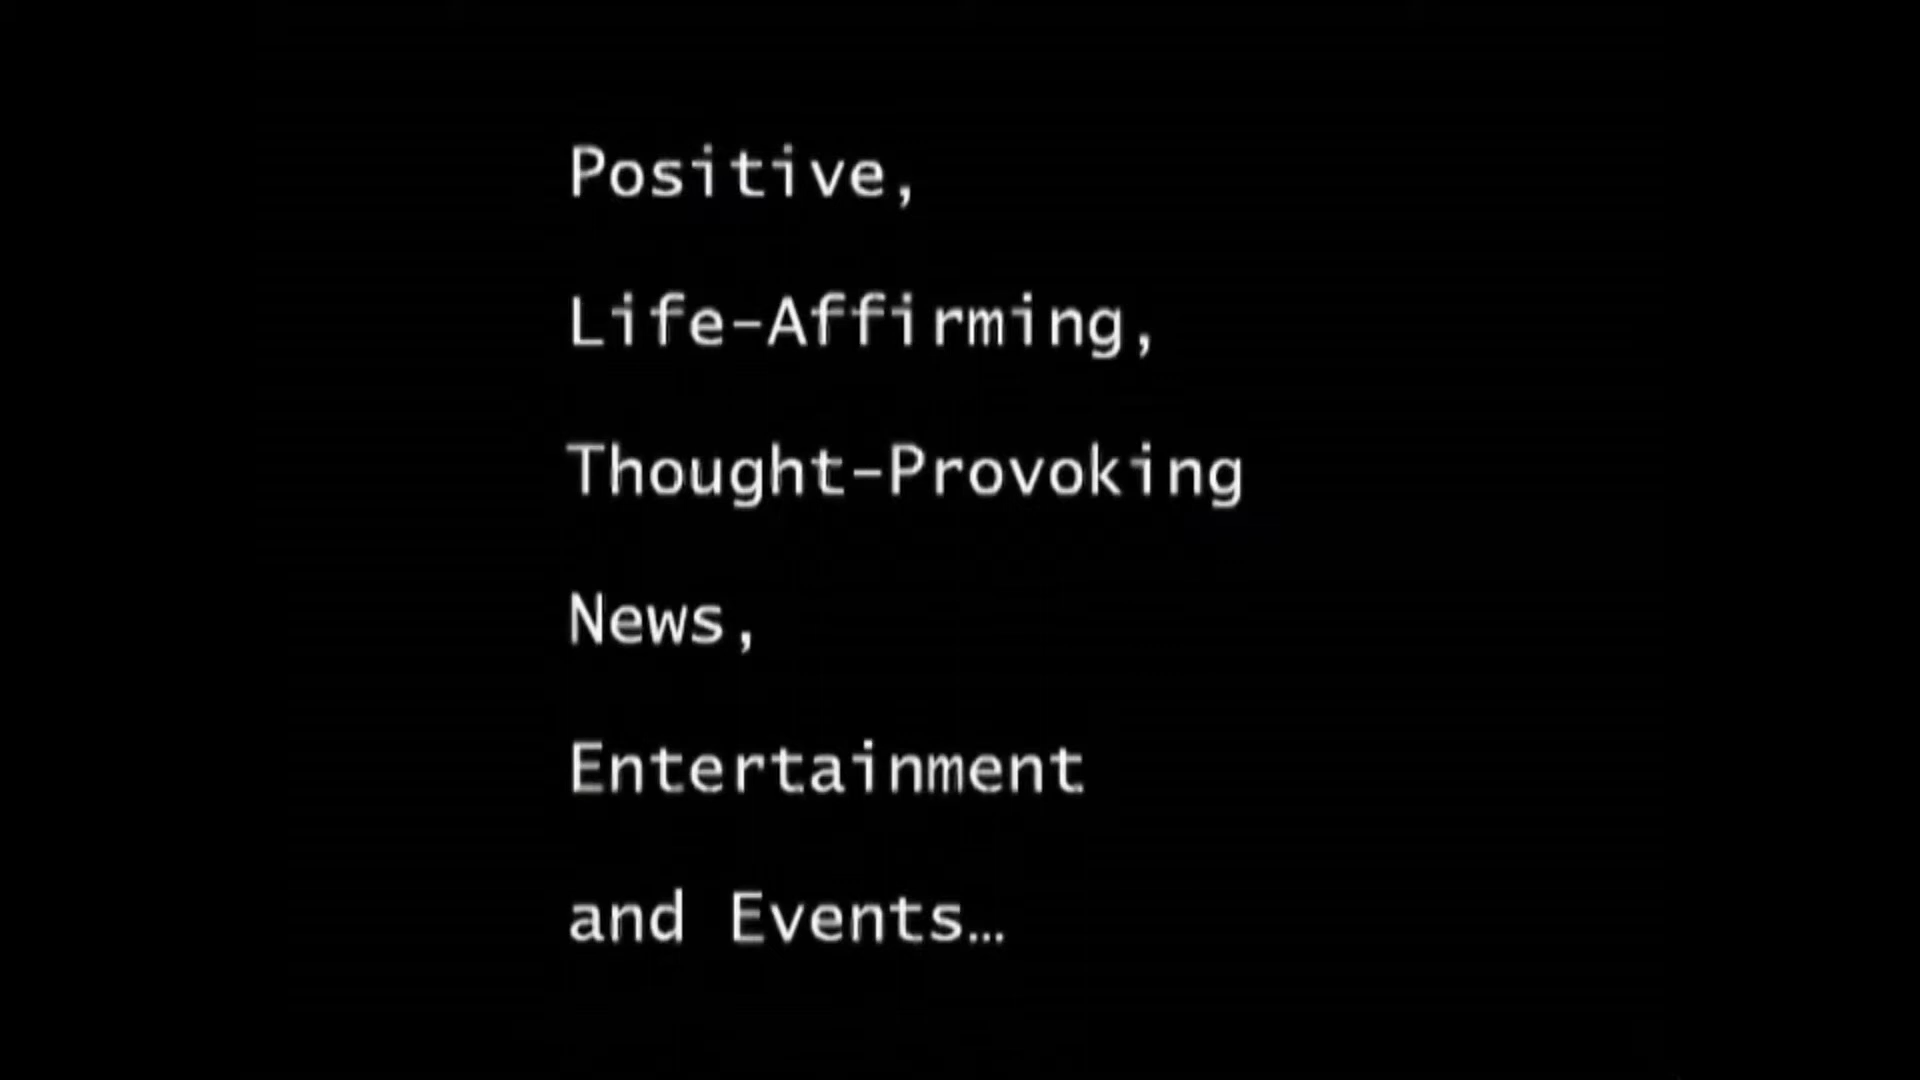 Positive,
Life-Affirming,
Thought-Provoking
News,
Entertainment
and Events…